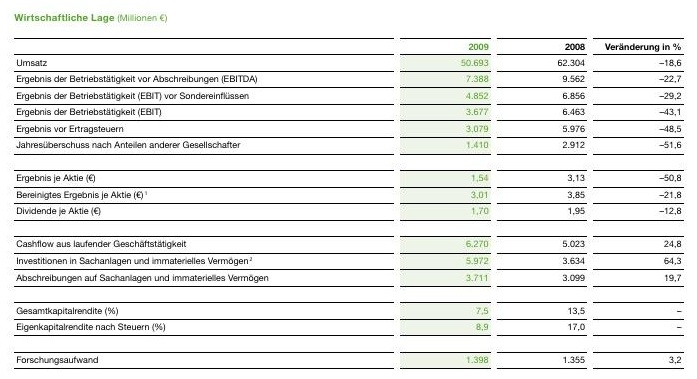 Wirtschaftliche Lage (Millionen €)
2009 2008 Veränderung in %
Umsatz 50.693 62.304 –18,6
Ergebnis der Betriebstätigkeit vor Abschreibungen (EBITDA) 7.388 9.562 –22,7
Ergebnis der Betriebstätigkeit (EBIT) vor Sondereinflüssen 4.852 6.856 –29,2
Ergebnis der Betriebstätigkeit (EBIT) 3.677 6.463 –43,1
Ergebnis vor Ertragsteuern 3.079 5.976 –48,5
Jahresüberschuss nach Anteilen anderer Gesellschafter 1.410 2.912 –51,6
Ergebnis je Aktie (€) 1,54 3,13 –50,8
Bereinigtes Ergebnis je Aktie (€)¹ 3,01 3,85 –21,8
Dividende je Aktie (€) 1,70 1,95 –12,8
Cashflow aus laufender Geschäftstätigkeit 6.270 5.023 24,8
Investitionen in Sachanlagen und immaterielles Vermögen² 5.972 3.634 64,3
Abschreibungen auf Sachanlagen und immaterielles Vermögen 3.711 3.099 19,7
Gesamtkapitalrendite (%) 7,5 13,5 –
Eigenkapitalrendite nach Steuern (%) 8,9 17,0 –
Forschungsaufwand 1.398 1.355 3,2